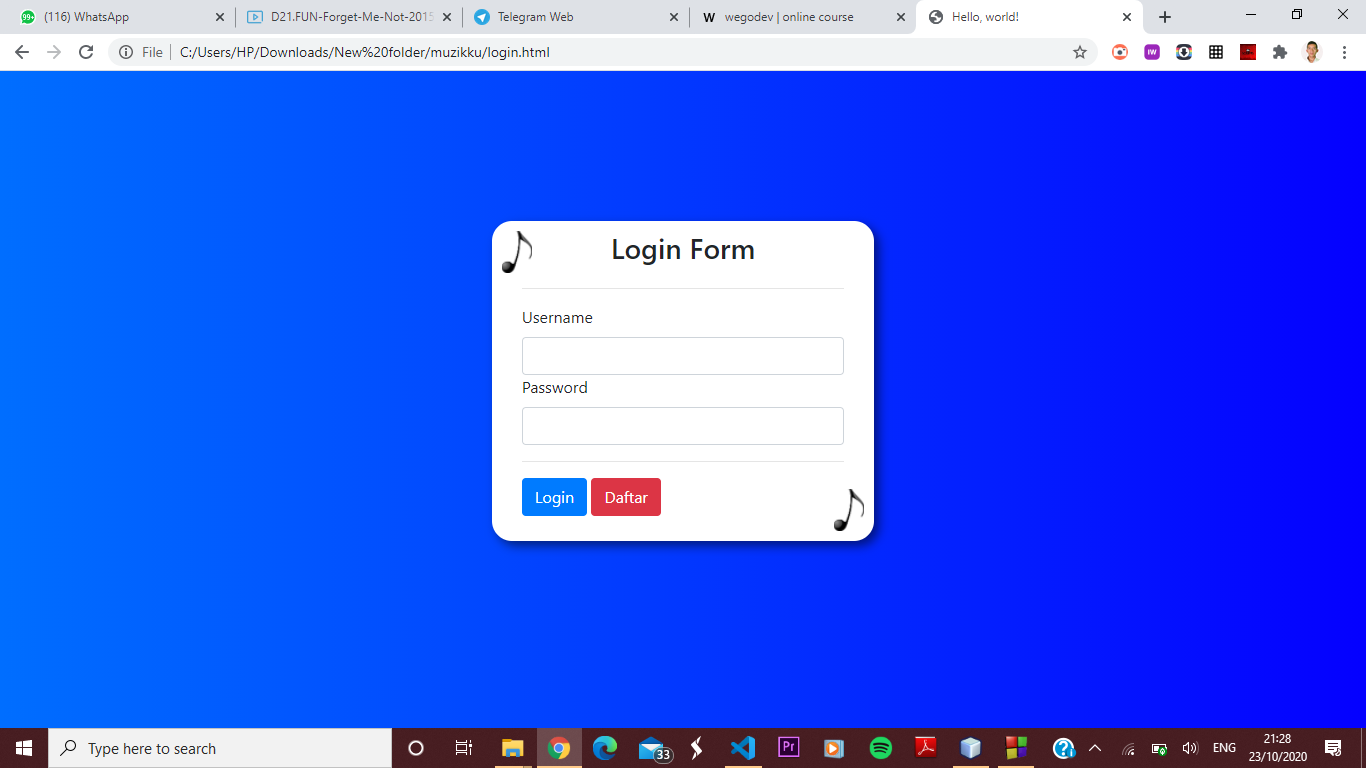 (116) WhatsApp
D21.FUN-Forget-Me-Not-2015
Telegram Web
W wegodev | online course
Hello, world!
File
C:/Users/HP/Downloads/New%20folder/muzikku/login.html
IW
Login Form
Username
Password
Login Daftar
Type here to search
33
Pr
ENG
21:28
23/10/2020